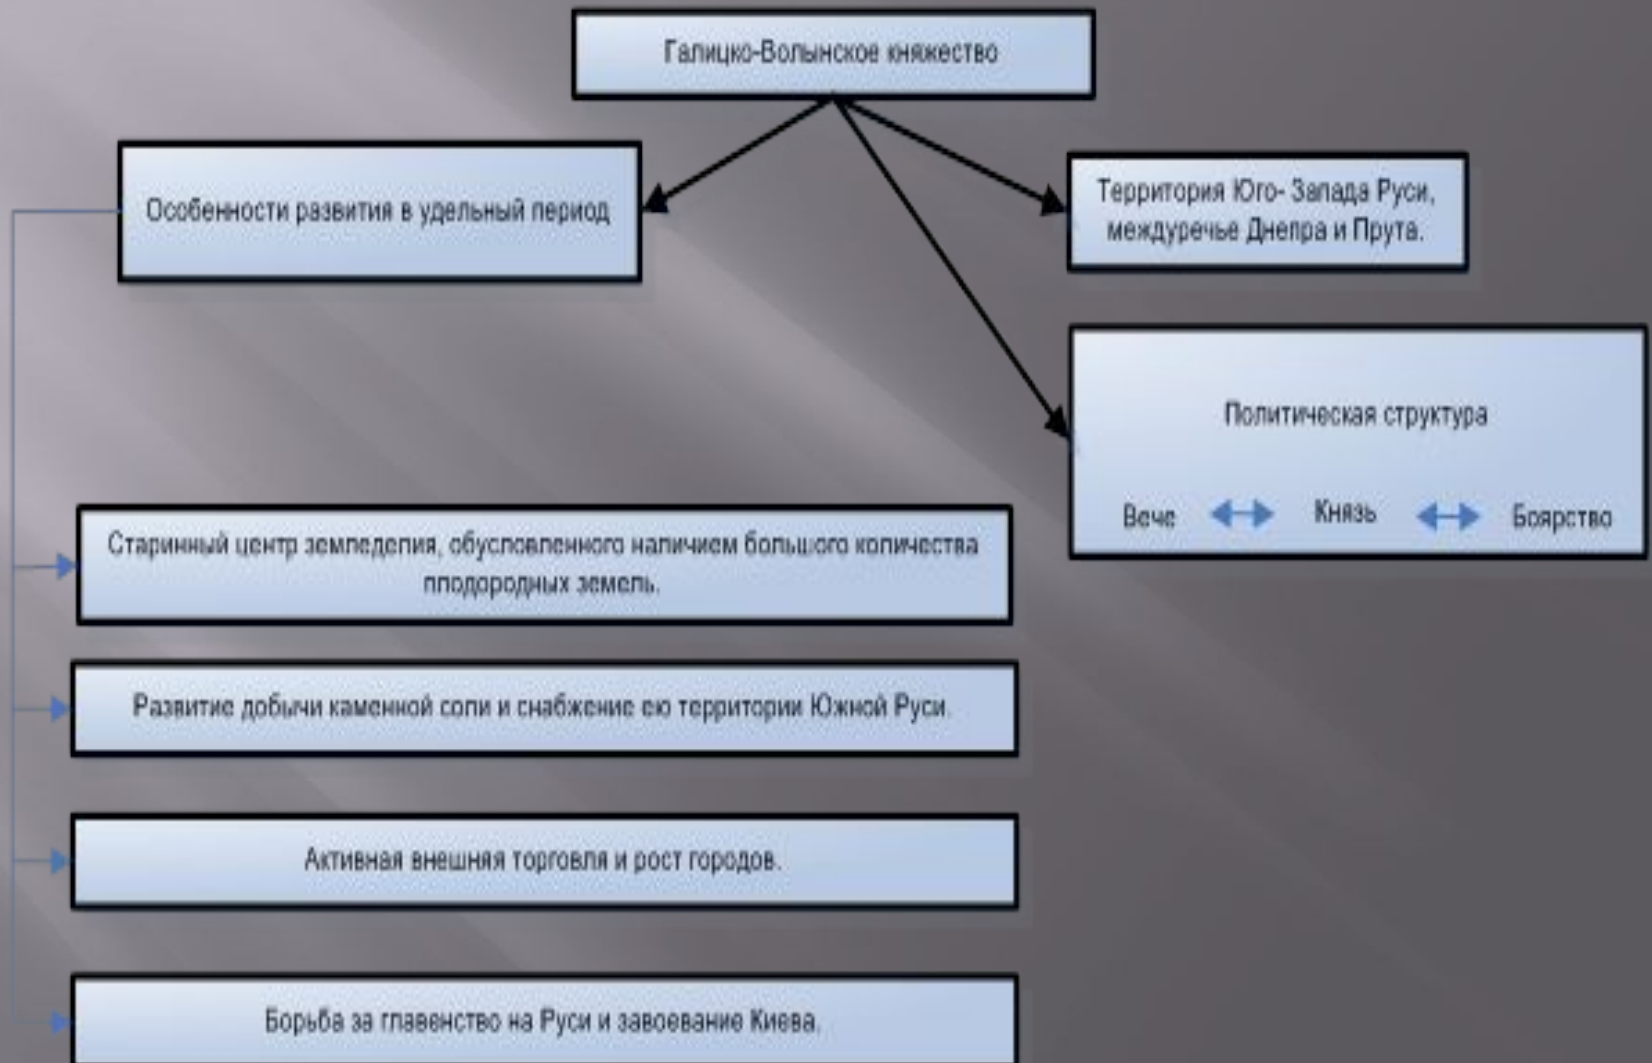 Галицко-Волынское княжество
Особенности развития в удельный период
Территория Юго- Запада Руси,
междуречье Днепра и Прута.
Политическая структура
Вече Князь Боярство
Старинный центр земледелия, обусловленного наличием большого количества
плодородных земель.
Развитие добычи каменной соли и снабжение ею территории Южной Руси.
Активная внешняя торговля и рост городов.
Борьба за главенство на Руси и завоевание Киева.